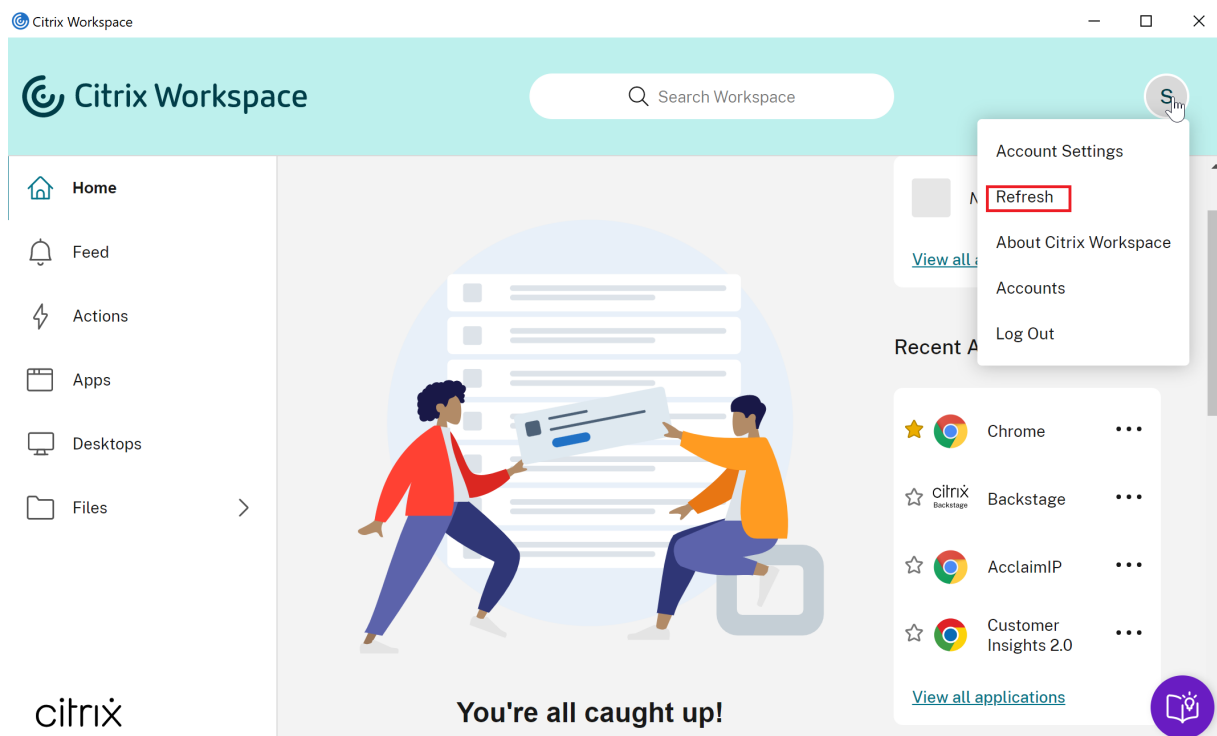 Citrix Workspace
Citrix Workspace
Search Workspace
S
Account Settings
Refresh
About Citrix Workspace
Accounts
Log Out
Home
Feed
Actions
Apps
Desktops
Files
citrix
You're all caught up!
View all
Recent A
Chrome
citrix
Backstage
Backstage
AcclaimIP
Customer
Insights 2.0
View all applications